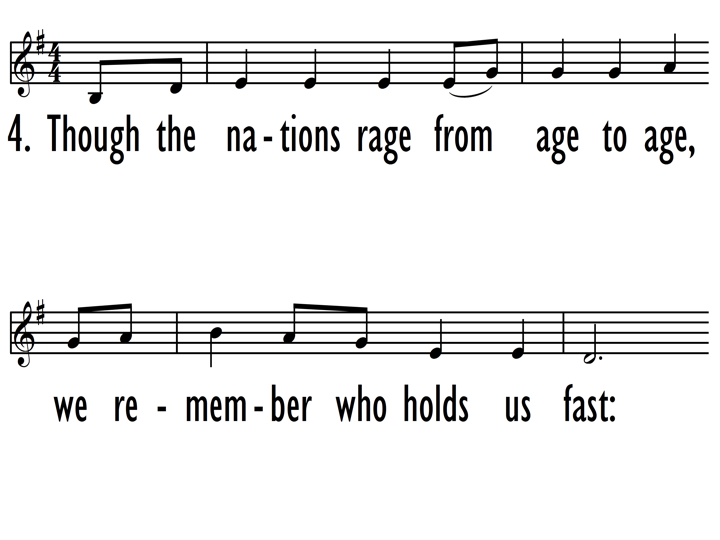 4. Though the na - tions rage from age to age,
we re - mem - ber who holds us fast: